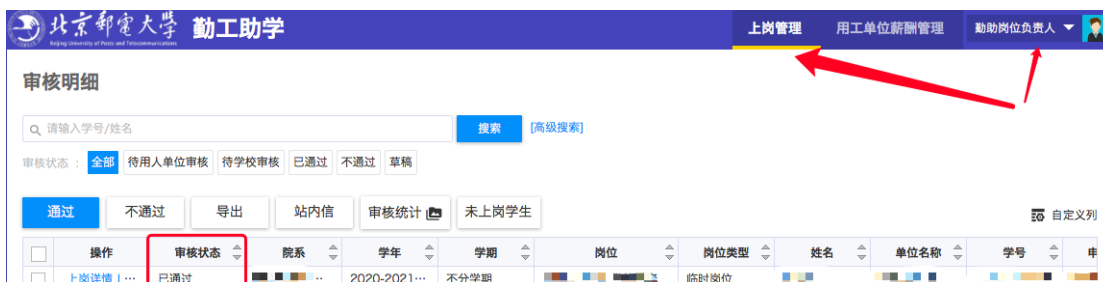 北京邮电大学 勤工助学 上岗管理 用工单位薪酬管理 勤助岗位负责人
Beijing University of Posts and Telecommunications
审核明细
请输入学号/姓名 搜索 [高级搜索]
审核状态 : 全部 待用人单位审核 待学校审核 已通过 不通过 草稿
通过 不通过 导出 站内信 审核统计 未上岗学生 自定义列
操作 审核状态 院系 学年 学期 岗位 岗位类型 姓名 单位名称 学号 申
上岗详情 | ··· 已通过 ··· 2020-2021··· 不分学期 临时岗位